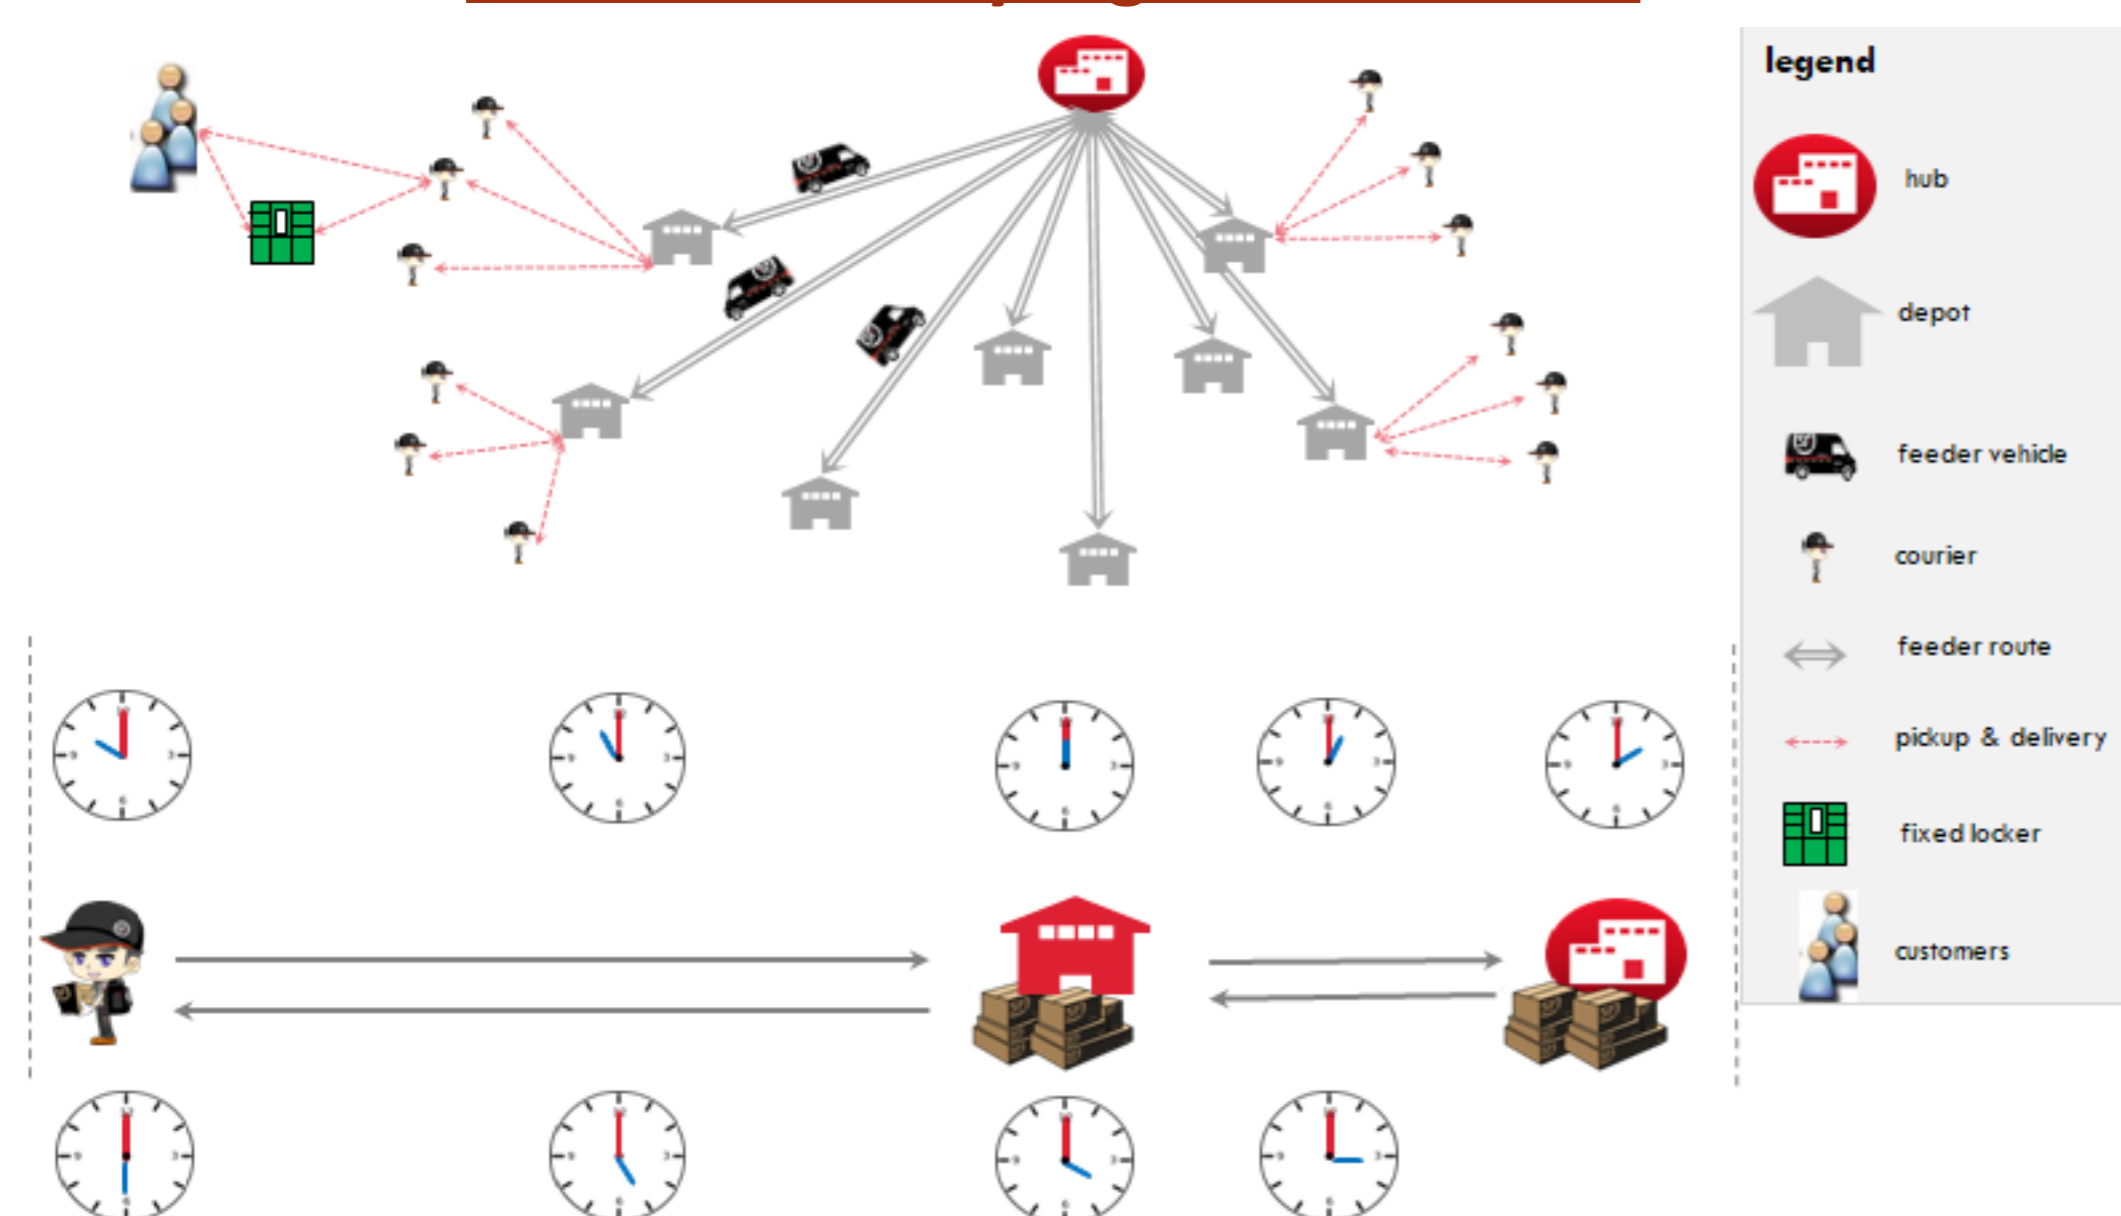 legend
hub
depot
feeder vehicle
courier
feeder route
pickup & delivery
fixed locker
customers